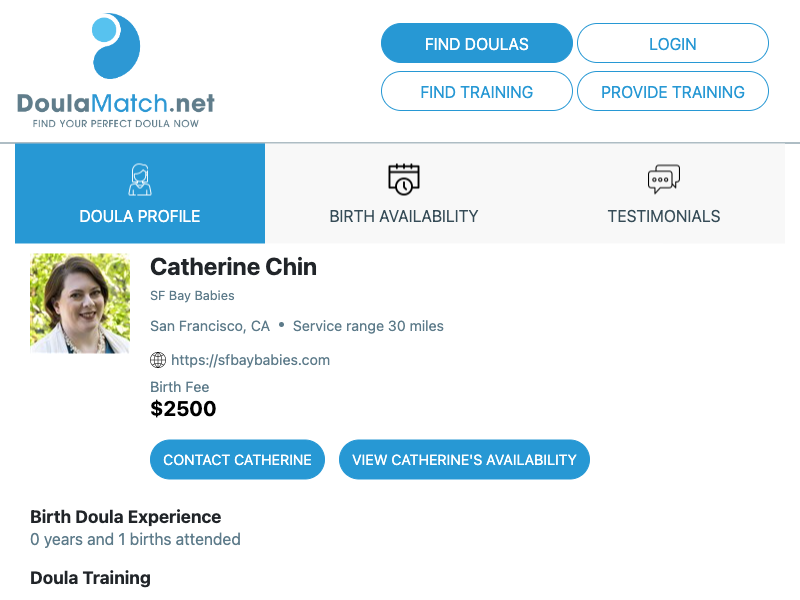 DoulaMatch.net
FIND YOUR PERFECT DOULA NOW
FIND DOULAS
LOGIN
FIND TRAINING
PROVIDE TRAINING
DOULA PROFILE
BIRTH AVAILABILITY
TESTIMONIALS
Catherine Chin
SF Bay Babies
San Francisco, CA • Service range 30 miles
https://sfbaybabies.com
Birth Fee
$2500
CONTACT CATHERINE
VIEW CATHERINE'S AVAILABILITY
Birth Doula Experience
0 years and 1 births attended
Doula Training